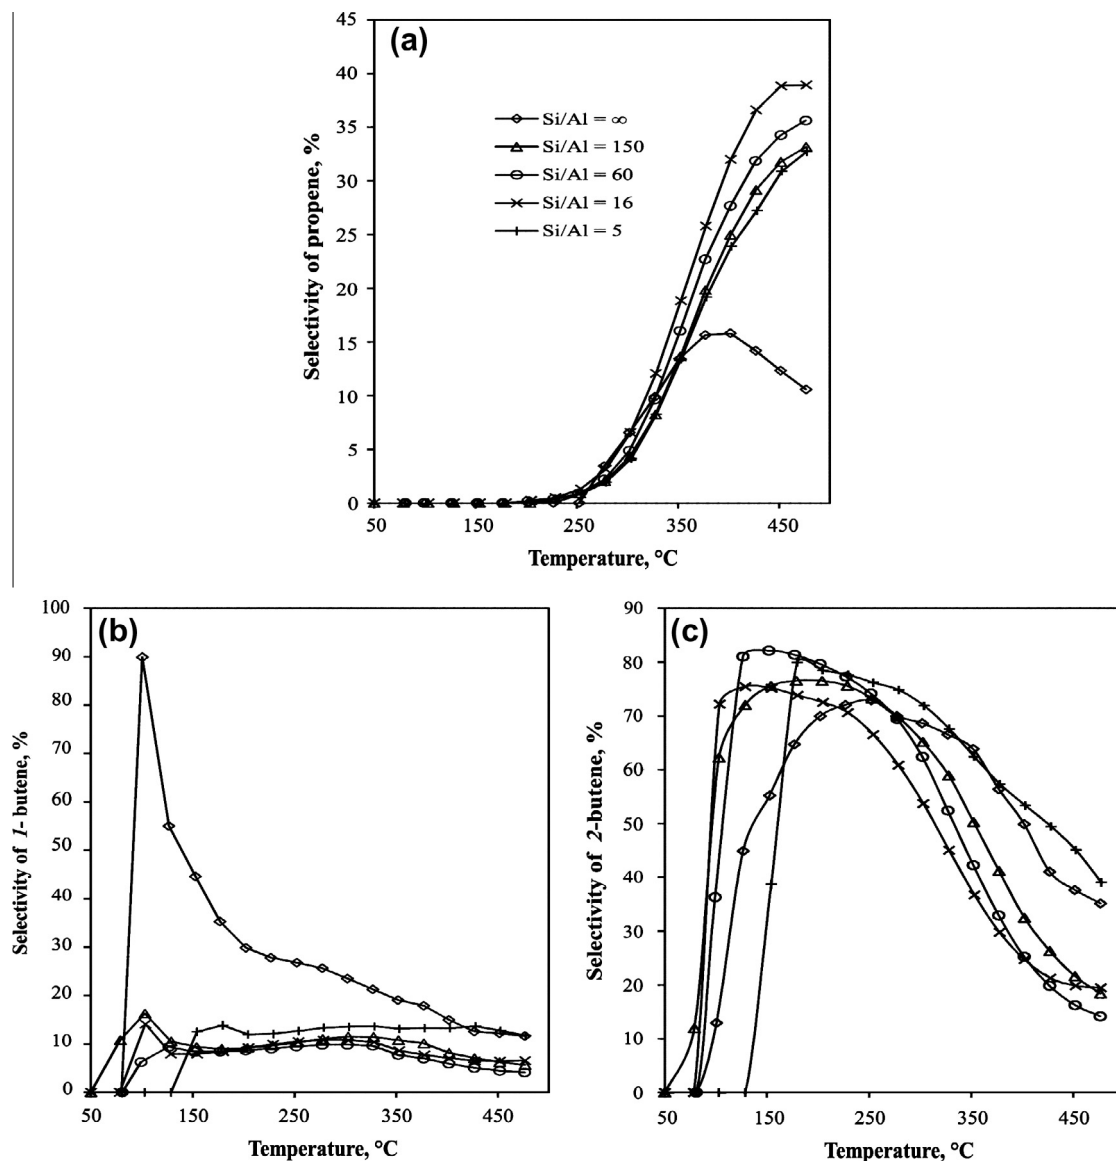 (a)
45
40
35
30
25
20
15
10
5
0
Selectivity of propene, %
Si/Al = ∞
Si/Al = 150
Si/Al = 60
Si/Al = 16
Si/Al = 5
50 150 250 350 450
Temperature, °C
(b)
100
90
80
70
60
50
40
30
20
10
0
Selectivity of 1- butene, %
50 150 250 350 450
Temperature, °C
(c)
90
80
70
60
50
40
30
20
10
0
Selectivity of 2-butene, %
50 150 250 350 450
Temperature, °C